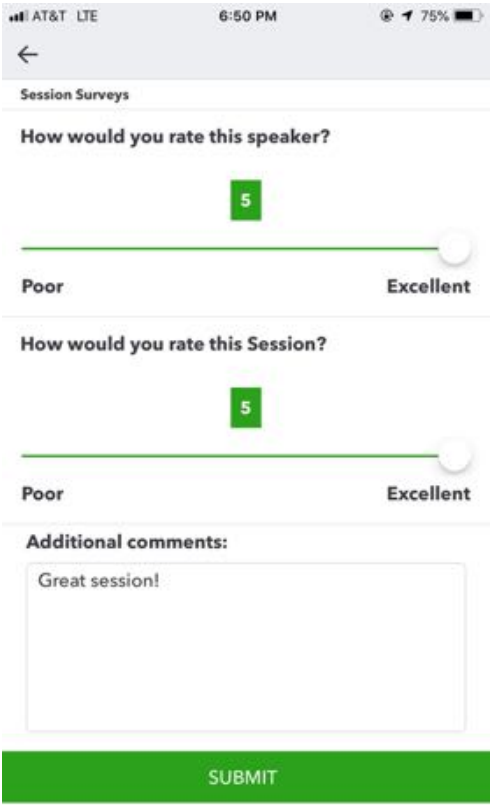 AT&T LTE 6:50 PM 75%
Session Surveys
How would you rate this speaker?
5
Poor Excellent
How would you rate this Session?
5
Poor Excellent
Additional comments:
Great session!
SUBMIT